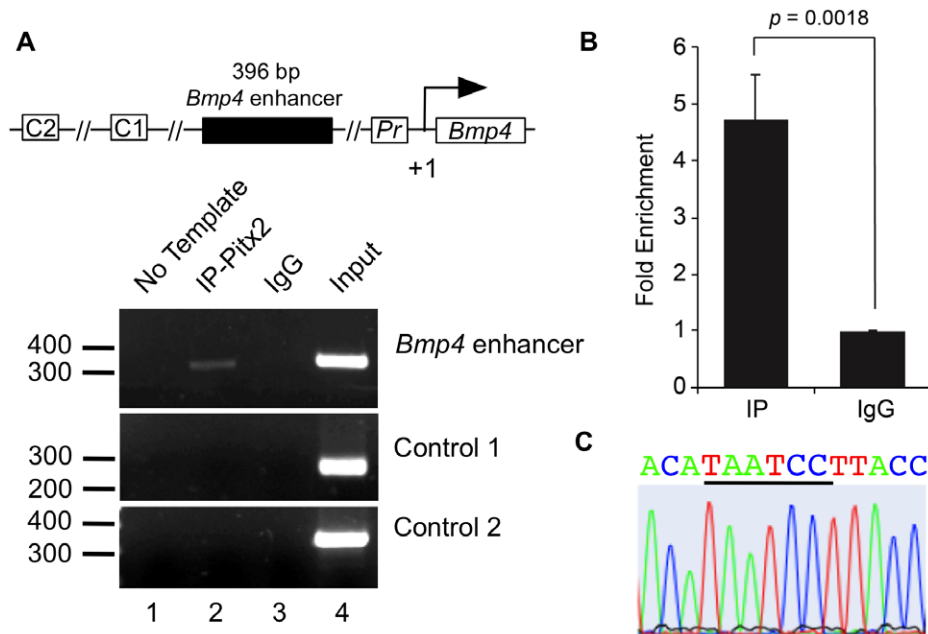 A
396 bp
Bmp4 enhancer
C2 // C1 // // Pr Bmp4
+1
No Template
IP-Pitx2
IgG
Input
400
300
Bmp4 enhancer
300
200
Control 1
400
300
Control 2
1 2 3 4
B
p = 0.0018
Fold Enrichment
6
5
4
3
2
1
0
IP IgG
C
ACATAATCCTTACC